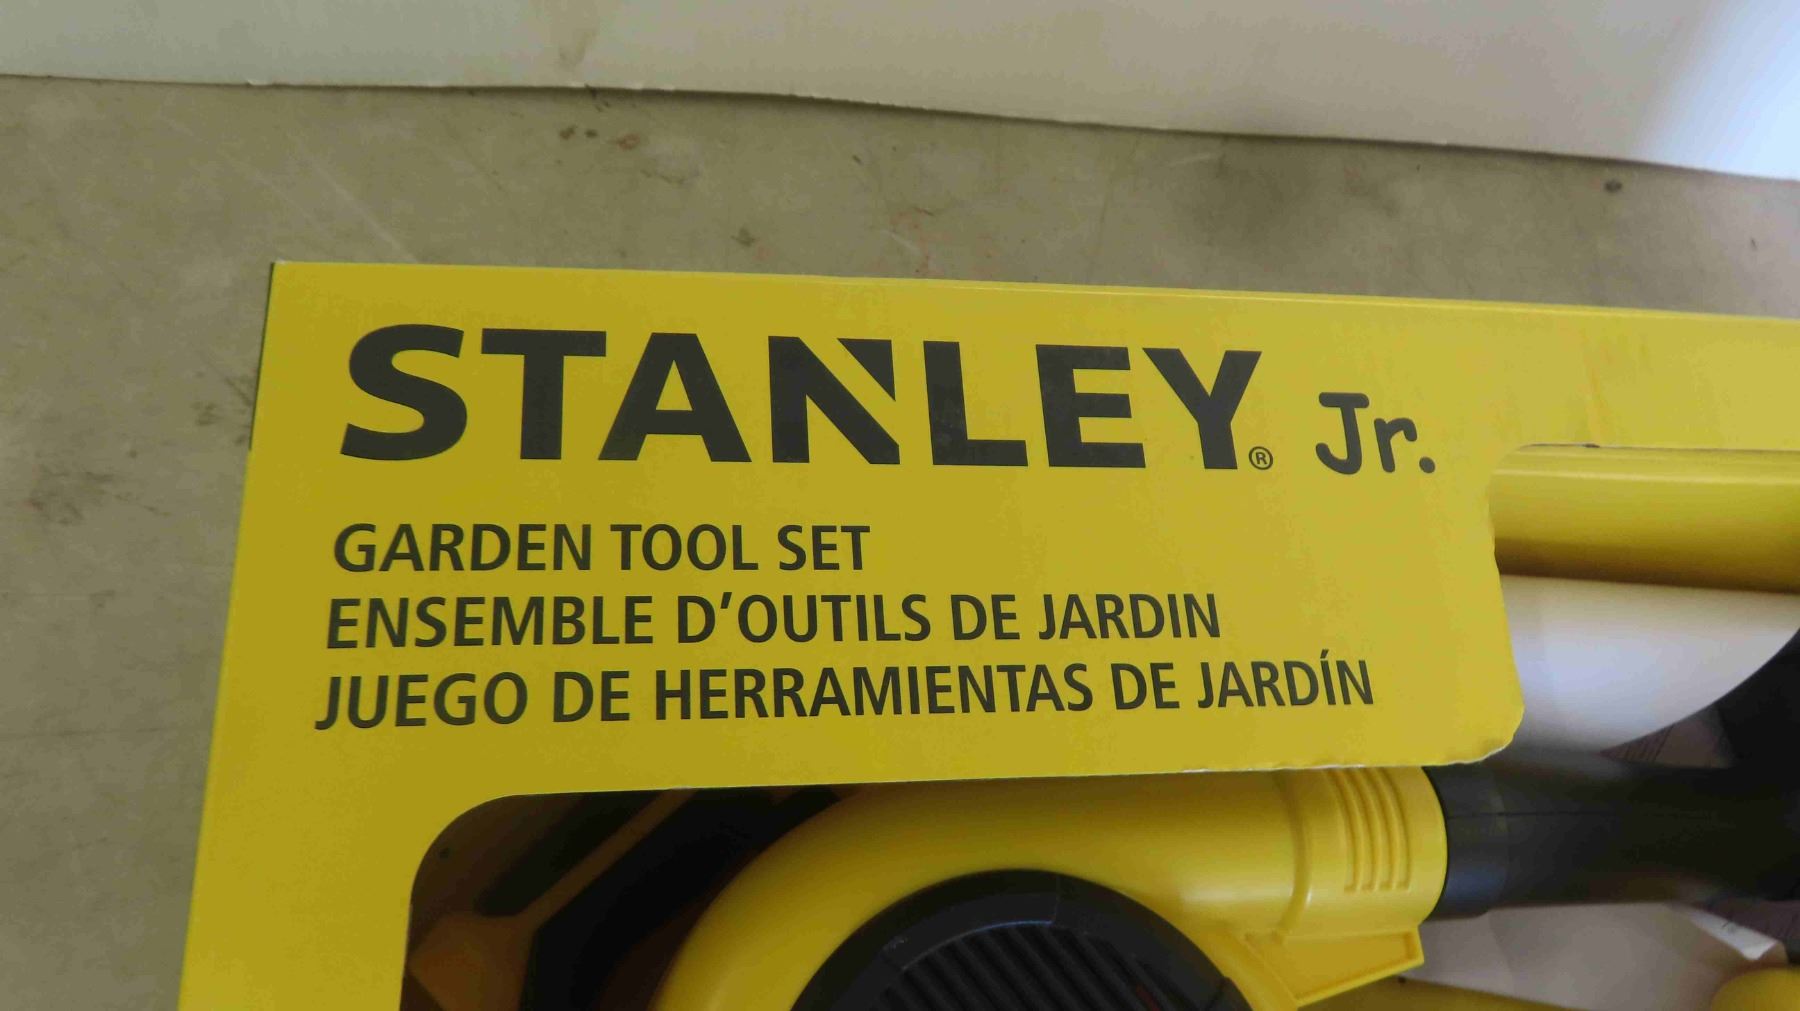 STANLEY® Jr.
GARDEN TOOL SET
ENSEMBLE D'OUTILS DE JARDIN
JUEGO DE HERRAMIENTAS DE JARDÍN